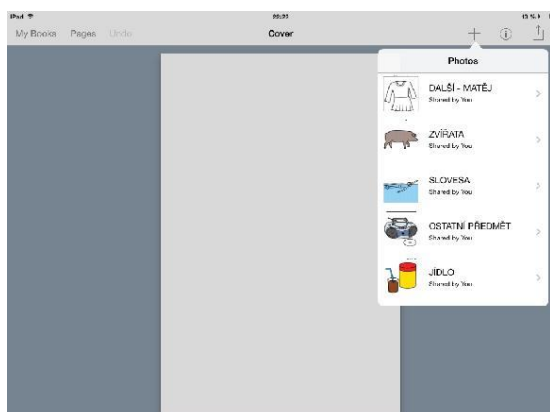 iPad
My Books Pages Undo
Cover
Photos
DALŠÍ - MATĚJ
Shared by You
ZVÍŘATA
Shared by You
SLOVESA
Shared by You
OSTATNÍ PŘEDMĚT
Shared by You
JÍDLO
Shared by You